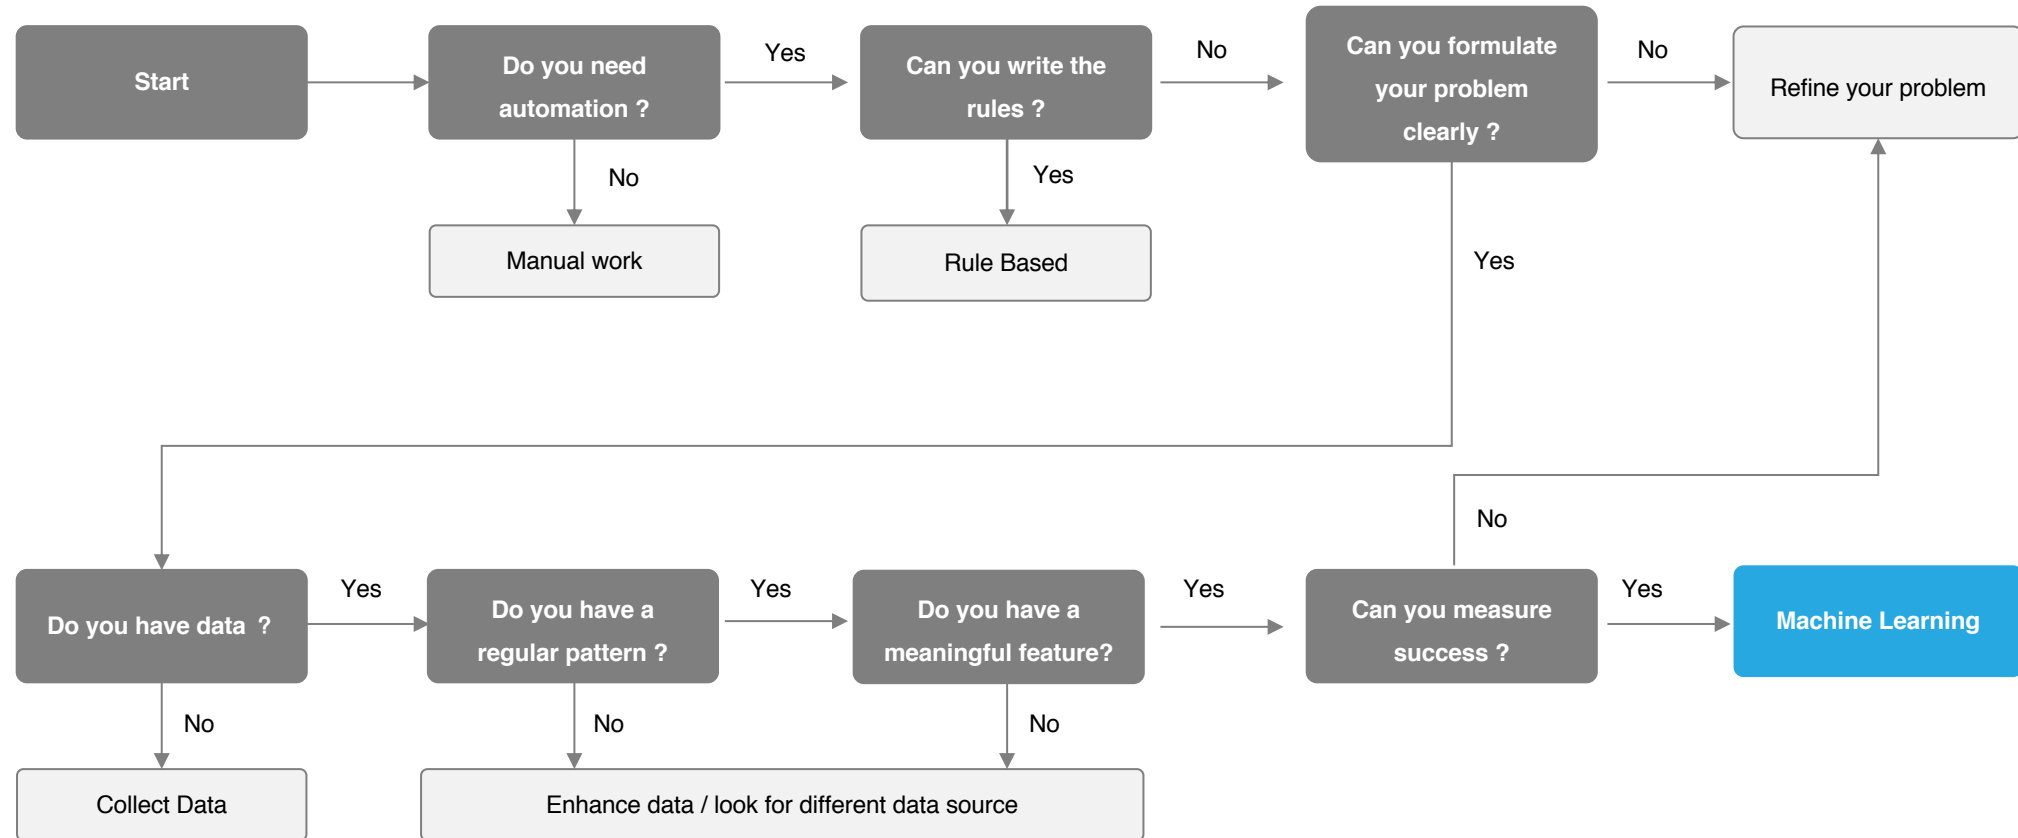 Start
Do you need
automation ?
Yes
Can you write the
rules ?
No
Can you formulate
your problem
clearly ?
No
Refine your problem
No
Manual work
Yes
Rule Based
Yes
No
Do you have data ?
Yes
Do you have a
regular pattern ?
Yes
Do you have a
meaningful feature?
Yes
Can you measure
success ?
Yes
Machine Learning
No
No
No
Collect Data
Enhance data / look for different data source